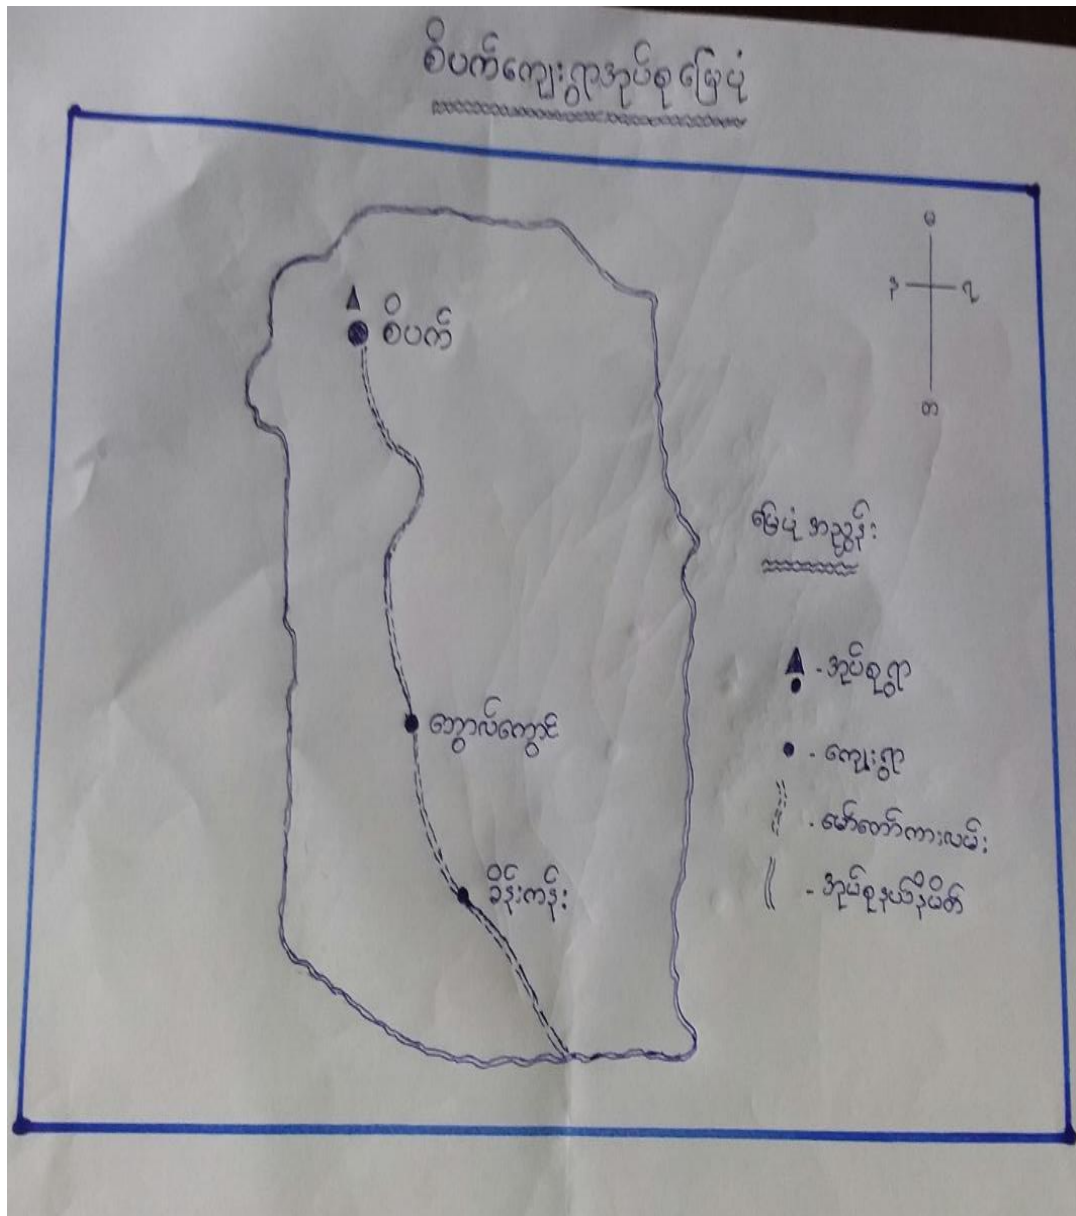 စိပက်ကျေးရွာအုပ်စု မြေပုံ
မ
န
ရ
တ
စိပက်
မြေပုံ အညွှန်း
- အုပ်စုရွာ
ဘွာလ်ကွောင်
- ကျေးရွာ
- မော်တော်ကားလမ်း
ခိန်းကန်း
- အုပ်စုနယ်နိမိတ်